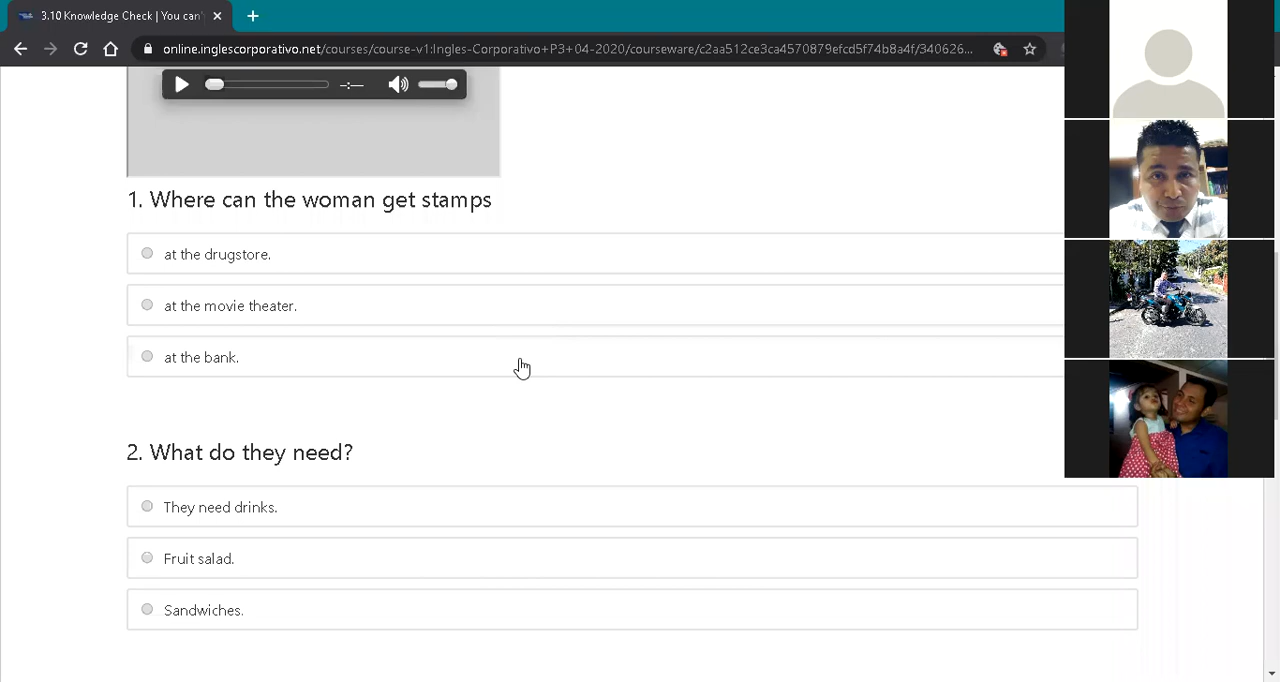 3.10 Knowledge Check | You can'
online.inglescorporativo.net/courses/course-v1:Ingles-Corporativo+P3+04-2020/courseware/c2aa512ce3ca4570879efcd5f74b8a4f/340626...
-:--
1. Where can the woman get stamps
at the drugstore.
at the movie theater.
at the bank.
2. What do they need?
They need drinks.
Fruit salad.
Sandwiches.